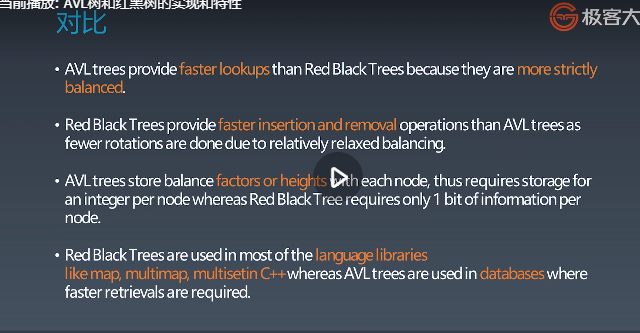 当前播放: AVL树和红黑树的实现和特性
极客大
对比
• AVL trees provide faster lookups than Red Black Trees because they are more strictly
balanced.
• Red Black Trees provide faster insertion and removal operations than AVL trees as
fewer rotations are done due to relatively relaxed balancing.
• AVL trees store balance factors or heights with each node, thus requires storage for
an integer per node whereas Red Black Tree requires only 1 bit of information per
node.
• Red Black Trees are used in most of the language libraries
like map, multimap, multisetin C++ whereas AVL trees are used in databases where
faster retrievals are required.